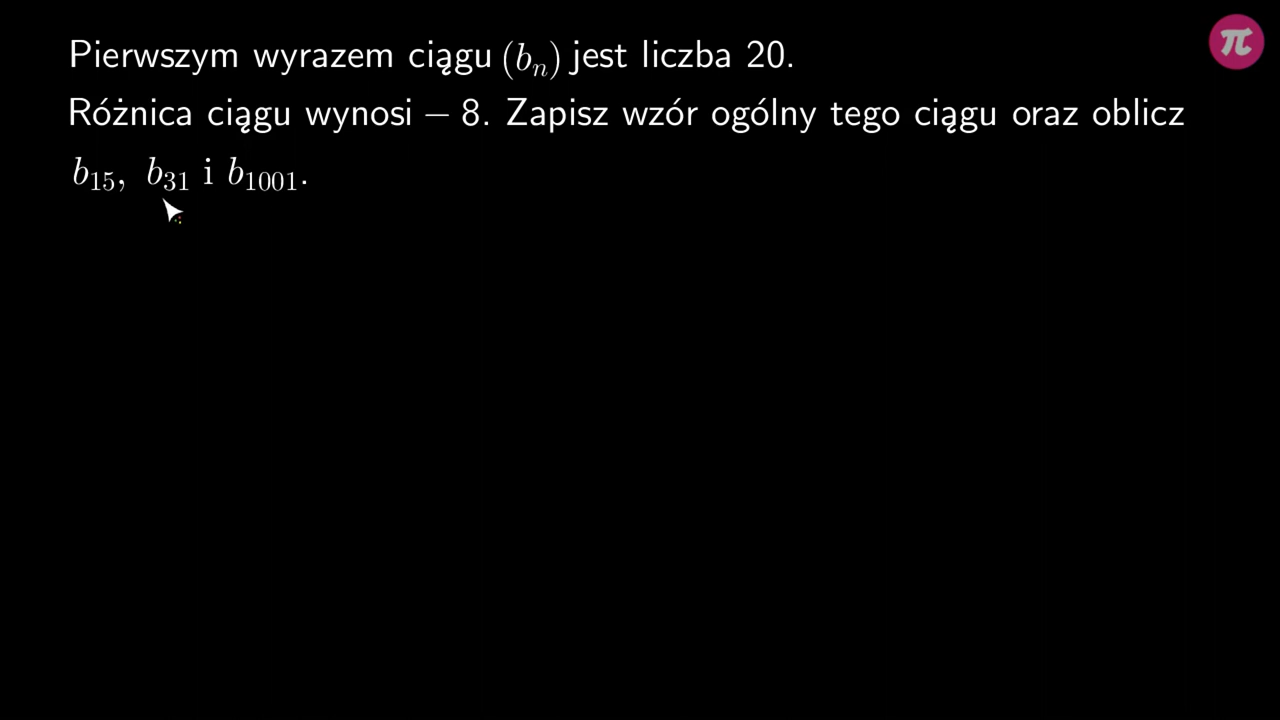 Pierwszym wyrazem ciągu (bₙ) jest liczba 20.
Różnica ciągu wynosi – 8. Zapisz wzór ogólny tego ciągu oraz oblicz
b₁₅, b₃₁ i b₁₀₀₁.
π